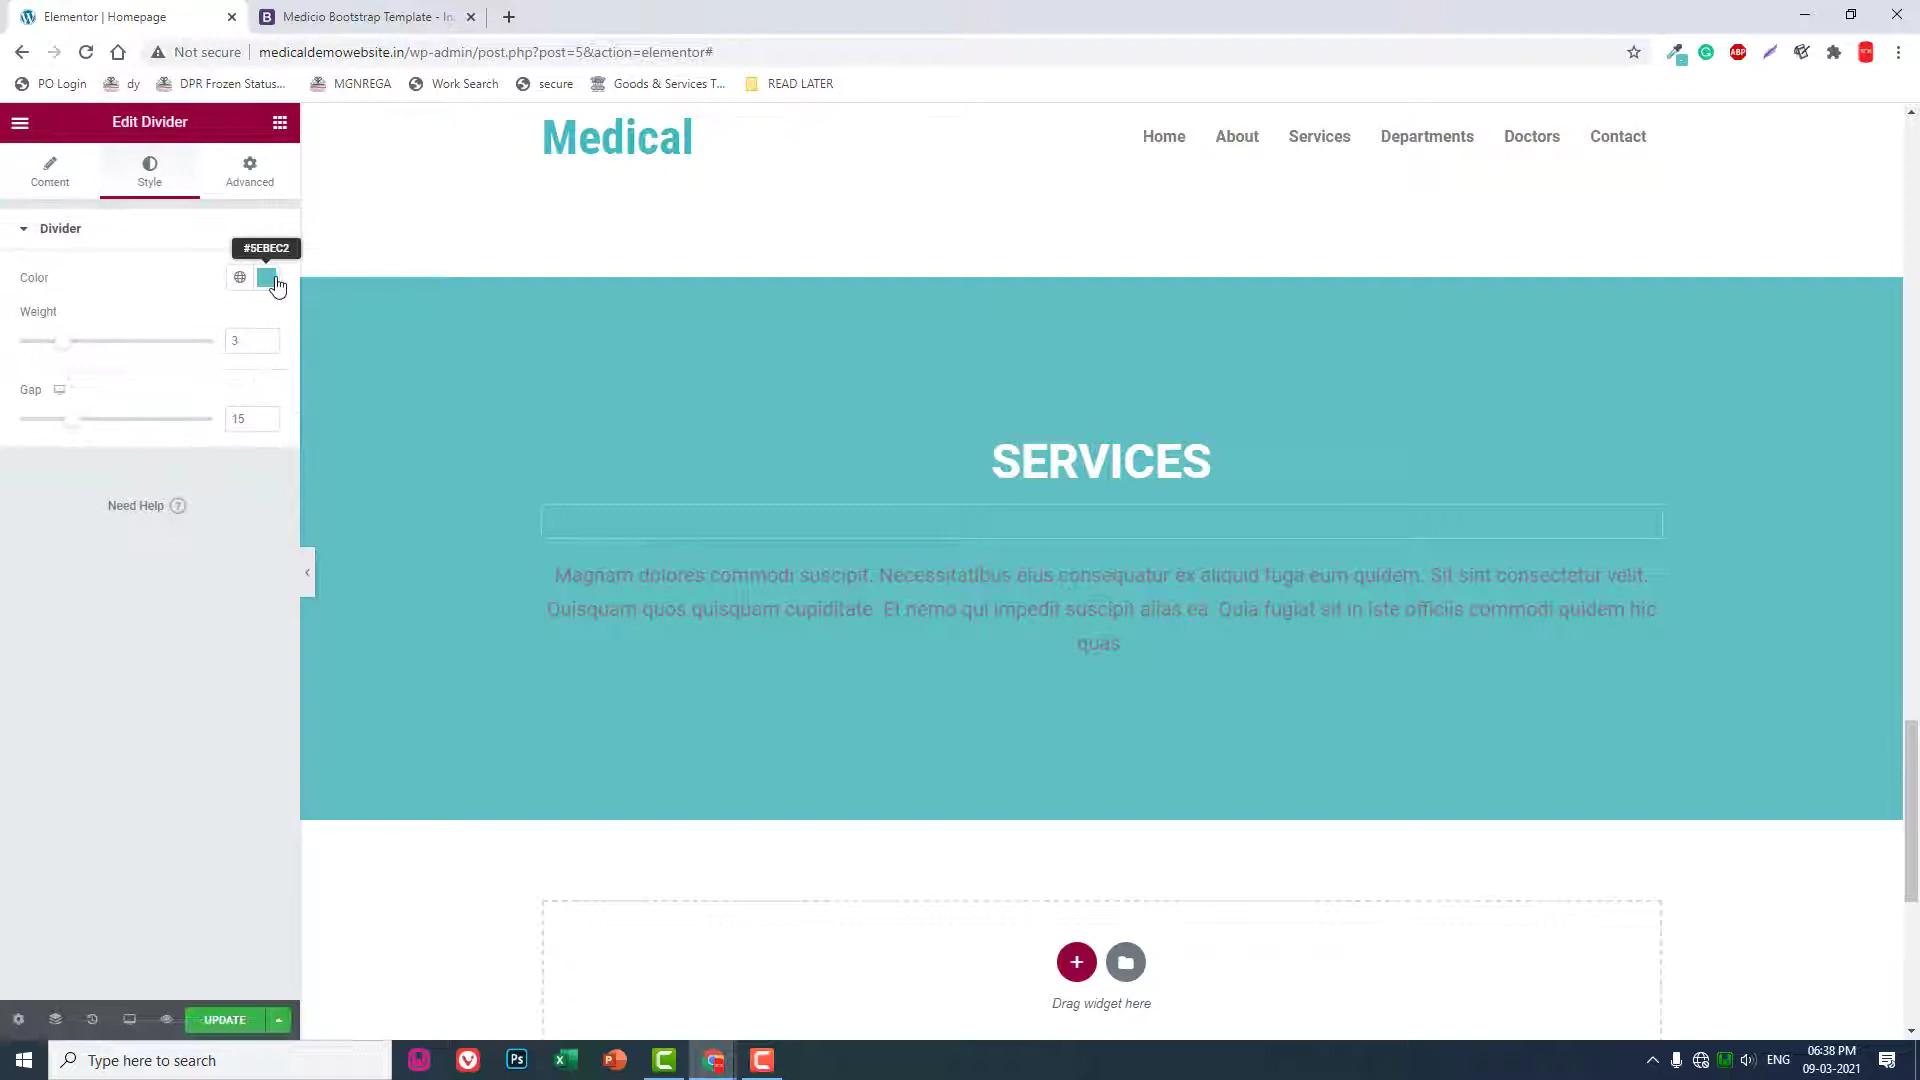 Elementor | Homepage
Medicio Bootstrap Template - In
Not secure
medicaldemowebsite.in/wp-admin/post.php?post=5&action=elementor#
PO Login
dy
DPR Frozen Status...
MGNREGA
Work Search
secure
Goods & Services T...
READ LATER
Edit Divider
Content
Style
Advanced
Divider
#5EBEC2
Color
Weight
3
Gap
15
Need Help
UPDATE
Medical
Home
About
Services
Departments
Doctors
Contact
SERVICES
Magnam dolores commodi suscipit. Necessitatibus eius consequatur ex aliquid fuga eum quidem. Sit sint consectetur velit.
Quisquam quos quisquam cupiditate. Et nemo qui impedit suscipit alias ea. Quia fugiat sit in iste officiis commodi quidem hic
quas
Drag widget here
Type here to search
ENG
06:38 PM
09-03-2021